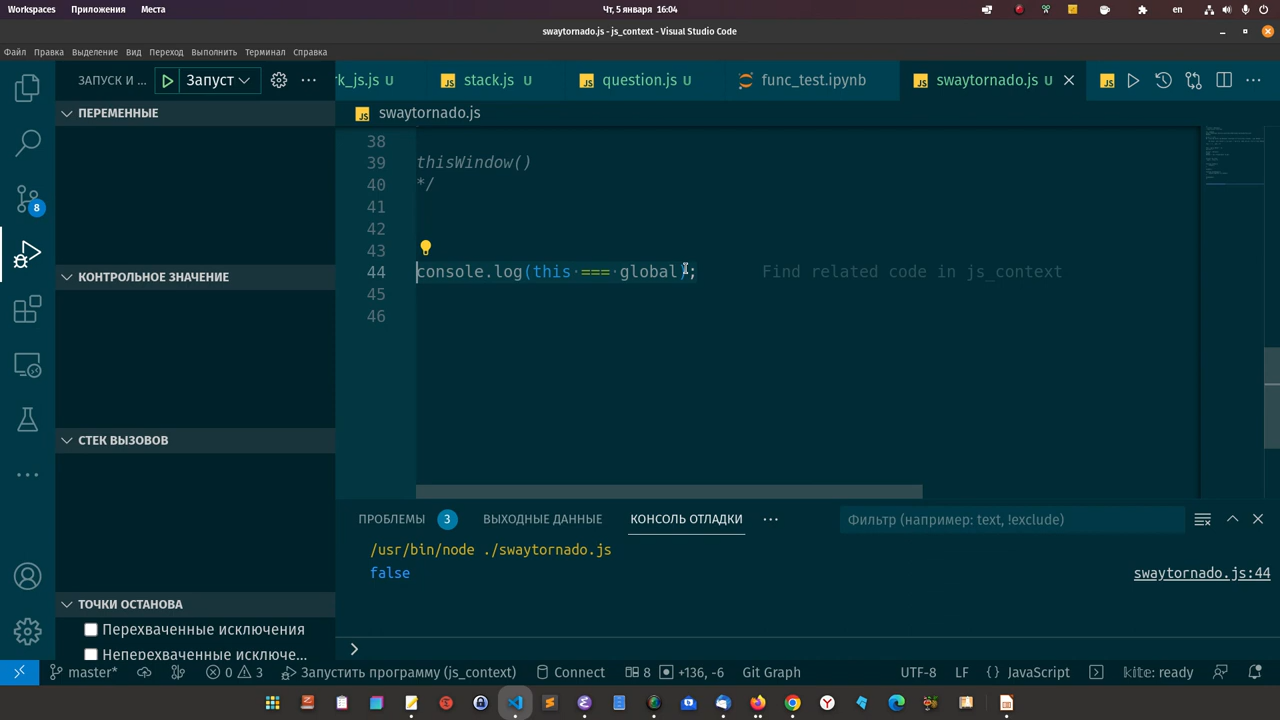 Workspaces Приложения Места Чт, 5 января 16:04 en
swaytornado.js - js_context - Visual Studio Code
Файл Правка Выделение Вид Переход Выполнить Терминал Справка
ЗАПУСК И ... Запуст
rk_js.js U stack.js U question.js U func_test.ipynb swaytornado.js U
ПЕРЕМЕННЫЕ
swaytornado.js
38
39 thisWindow()
40 */
41
42
43
44 console.log(this === global); Find related code in js_context
45
46
8
КОНТРОЛЬНОЕ ЗНАЧЕНИЕ
СТЕК ВЫЗОВОВ
ТОЧКИ ОСТАНОВА
Перехваченные исключения
Неперехваченные исключе...
ПРОБЛЕМЫ 3 ВЫХОДНЫЕ ДАННЫЕ КОНСОЛЬ ОТЛАДКИ ... Фильтр (например: text, !exclude)
/usr/bin/node ./swaytornado.js
false swaytornado.js:44
master* 0 3 Запустить программу (js_context) Connect 8 +136, -6 Git Graph UTF-8 LF {} JavaScript kite: ready